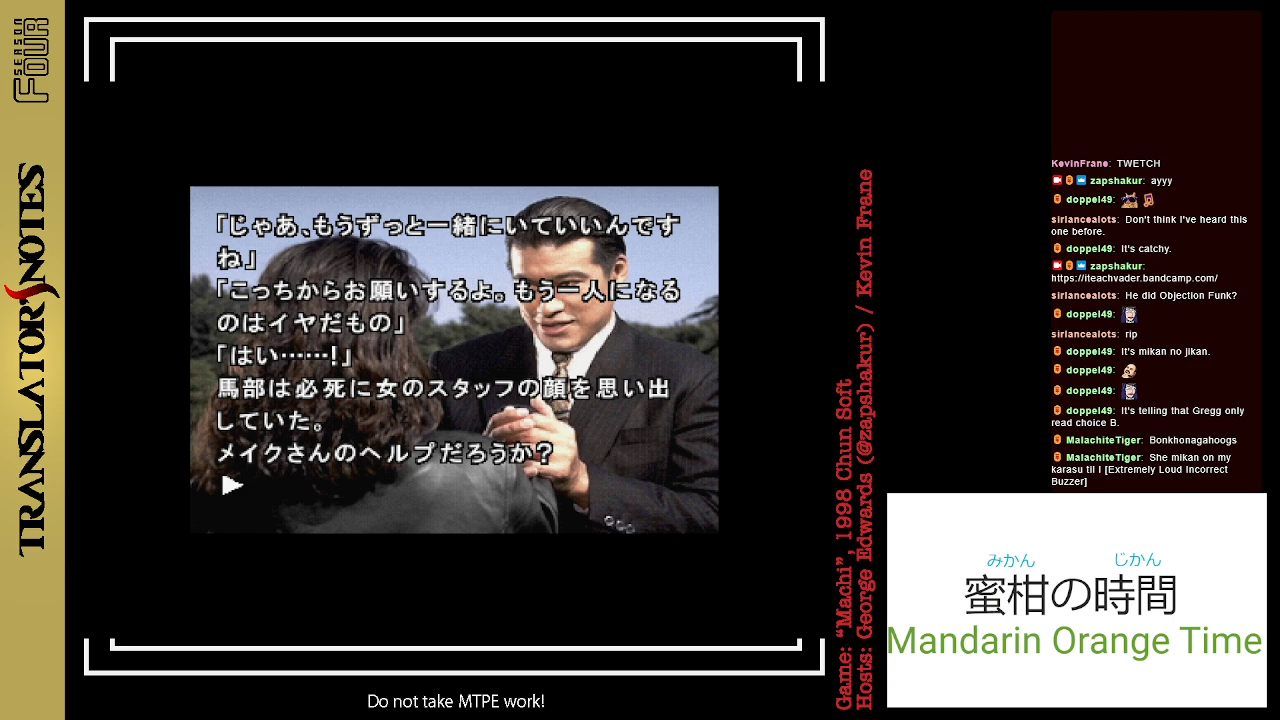 SEASON
FOUR
TRANSLATOR'S NOTES
「じゃあ、もうずっと一緒にいていいんです
ね」
「こっちからお願いするよ。もう一人になる
のはイヤだもの」
「はい……!」
馬部は必死に女のスタッフの顔を思い出
していた。
メイクさんのヘルプだろうか?
Do not take MTPE work!
Game: “Machi”, 1998 Chun Soft
Hosts: George Edwards (@zapshakur) / Kevin Frane
KevinFrane: TWETCH
zapshakur: ayyy
doppel49:
sirlancealots: Don't think I've heard this
one before.
doppel49: It's catchy.
zapshakur:
https://iteachvader.bandcamp.com/
sirlancealots: He did Objection Funk?
doppel49:
sirlancealots: rip
doppel49: It's mikan no jikan.
doppel49:
doppel49:
doppel49: It's telling that Gregg only
read choice B.
MalachiteTiger: Bonkhonagahoogs
MalachiteTiger: She mikan on my
karasu til I [Extremely Loud Incorrect
Buzzer]
みかん じかん
蜜柑の時間
Mandarin Orange Time